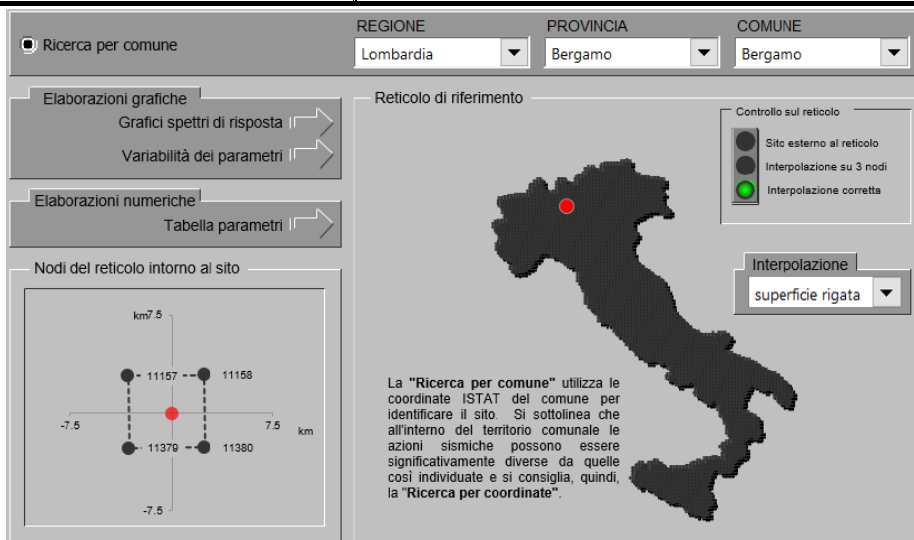 Ricerca per comune
REGIONE
Lombardia
PROVINCIA
Bergamo
COMUNE
Bergamo
Elaborazioni grafiche
Grafici spettri di risposta
Variabilità dei parametri
Elaborazioni numeriche
Tabella parametri
Nodi del reticolo intorno al sito
km7.5
11157
11158
-7.5
7.5
km
11379
11380
-7.5
Reticolo di riferimento
Controllo sul reticolo
Sito esterno al reticolo
Interpolazione su 3 nodi
Interpolazione corretta
Interpolazione
superficie rigata
La "Ricerca per comune" utilizza le
coordinate ISTAT del comune per
identificare il sito. Si sottolinea che
all'interno del territorio comunale le
azioni sismiche possono essere
significativamente diverse da quelle
così individuate e si consiglia, quindi,
la "Ricerca per coordinate".